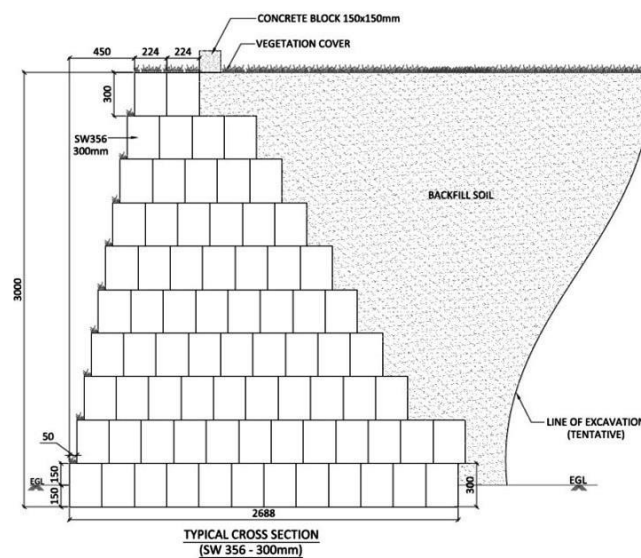 CONCRETE BLOCK 150x150mm
450
224
224
VEGETATION COVER
300
SW356
300mm
BACKFILL SOIL
3000
LINE OF EXCAVATION
(TENTATIVE)
50
EGL
150
150
300
EGL
2688
TYPICAL CROSS SECTION
(SW 356 - 300mm)